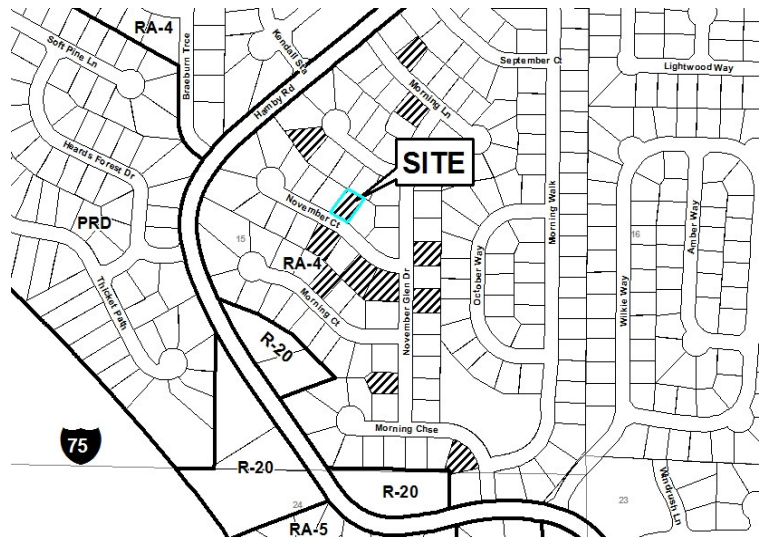 RA-4
Soft Pine Ln
Braeburn Trce
Kendall Sta
Hamby Rd
September Ct
Lightwood Way
Morning Ln
Heards Forest Dr
SITE
PRD
November Ct
15
RA-4
Morning Walk
16
Amber Way
October Way
Wilkie Way
Thicket Path
Morning Ct
November Glen Dr
R-20
Morning Chse
75
R-20
R-20
24
23
Windrush Ln
RA-5